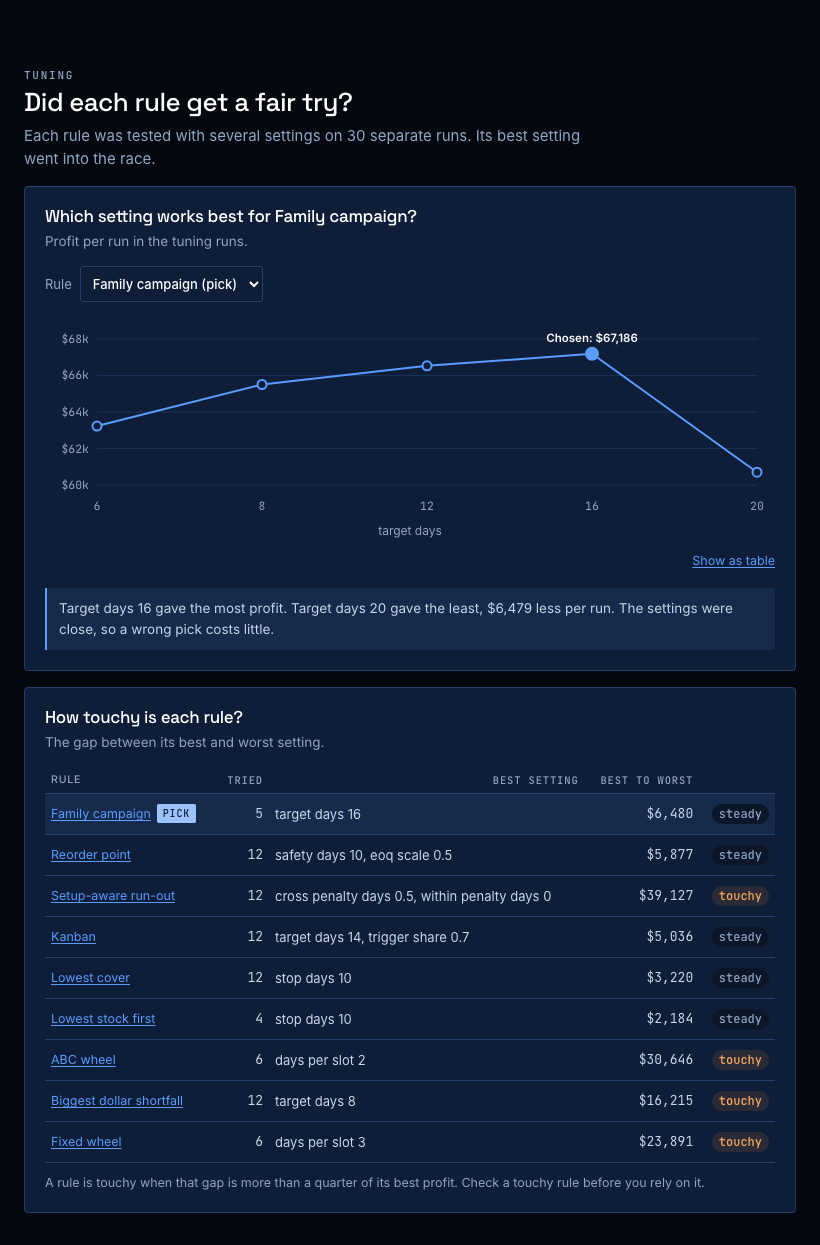 TUNING
Did each rule get a fair try?
Each rule was tested with several settings on 30 separate runs. Its best setting
went into the race.
Which setting works best for Family campaign?
Profit per run in the tuning runs.
Rule Family campaign (pick)
Chosen: $67,186
$68k
$66k
$64k
$62k
$60k
6 8 12 16 20
target days
Show as table
Target days 16 gave the most profit. Target days 20 gave the least, $6,479 less per run. The settings were
close, so a wrong pick costs little.
How touchy is each rule?
The gap between its best and worst setting.
RULE TRIED BEST SETTING BEST TO WORST
Family campaign PICK 5 target days 16 $6,480 steady
Reorder point 12 safety days 10, eoq scale 0.5 $5,877 steady
Setup-aware run-out 12 cross penalty days 0.5, within penalty days 0 $39,127 touchy
Kanban 12 target days 14, trigger share 0.7 $5,036 steady
Lowest cover 12 stop days 10 $3,220 steady
Lowest stock first 4 stop days 10 $2,184 steady
ABC wheel 6 days per slot 2 $30,646 touchy
Biggest dollar shortfall 12 target days 8 $16,215 touchy
Fixed wheel 6 days per slot 3 $23,891 touchy
A rule is touchy when that gap is more than a quarter of its best profit. Check a touchy rule before you rely on it.